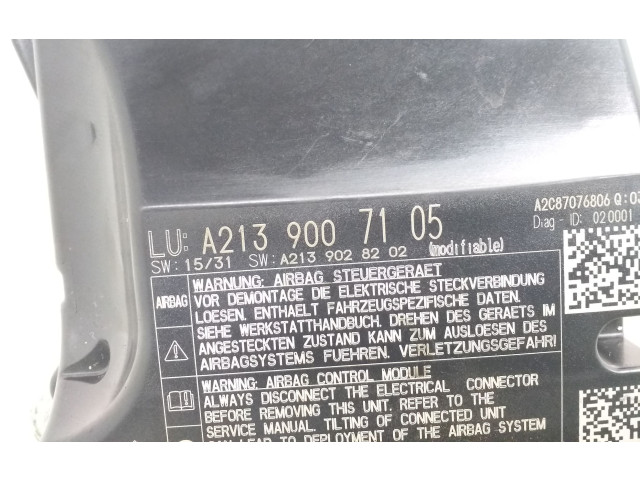 A2C87076806 Q:03
Diag - ID: 020001
LU: A213 900 71 05
SW: 15/31 SW: A213 902 82 02 (modifiable)
AIRBAG
WARNUNG: AIRBAG STEUERGERAET
VOR DEMONTAGE DIE ELEKTRISCHE STECKVERBINDUNG
LOESEN. ENTHAELT FAHRZEUGSPEZIFISCHE DATEN.
SIEHE WERKSTATTHANDBUCH. DREHEN DES GERAETS IM
ANGESTECKTEN ZUSTAND KANN ZUM AUSLOESEN DES
AIRBAGSYSTEMS FUEHREN. VERLETZUNGSGEFAHR!
WARNING: AIRBAG CONTROL MODULE
ALWAYS DISCONNECT THE ELECTRICAL CONNECTOR
BEFORE REMOVING THIS UNIT. REFER TO THE
SERVICE MANUAL. TILTING OF CONNECTED UNIT
CAN LEAD TO DEPLOYMENT OF THE AIRBAG SYSTEM